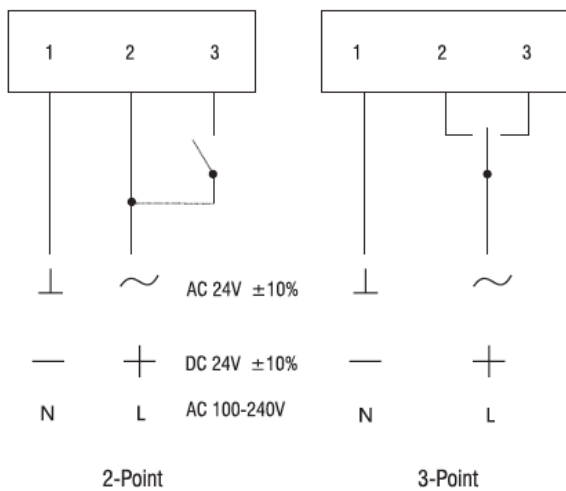 1 2 3 1 2 3
⊥ ~ AC 24V ±10% ⊥ ~
— + DC 24V ±10% — +
N L AC 100-240V N L
2-Point 3-Point